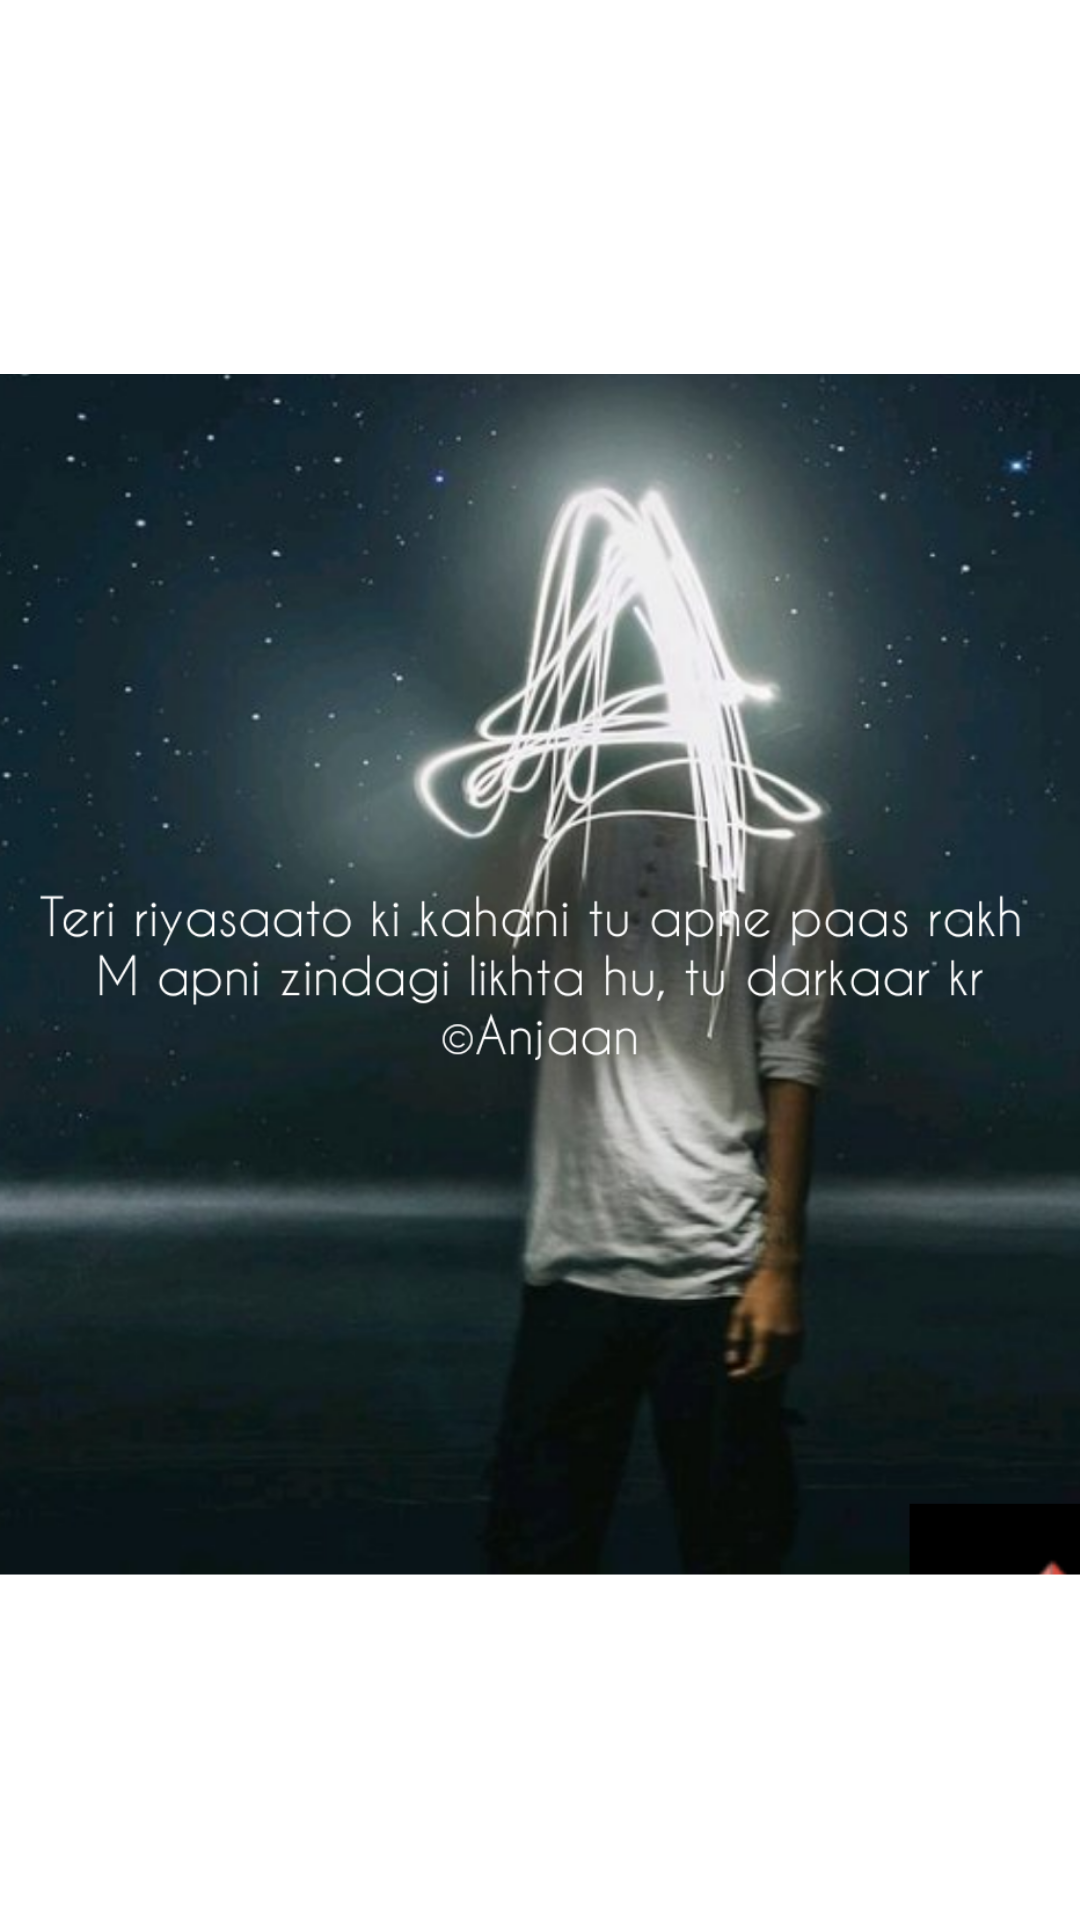 Teri riyasaato ki kahani tu apne paas rakh
M apni zindagi likhta hu, tu darkaar kr
©Anjaan